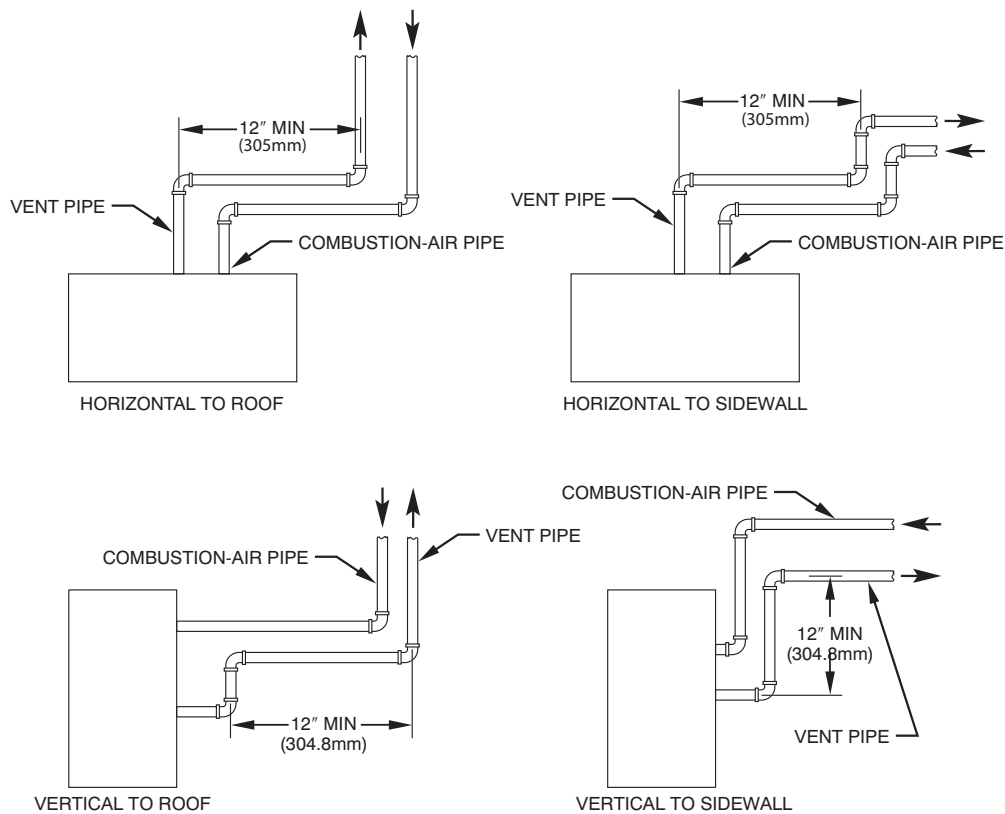 12″ MIN
(305mm)
VENT PIPE
COMBUSTION-AIR PIPE
HORIZONTAL TO ROOF
12″ MIN
(305mm)
VENT PIPE
COMBUSTION-AIR PIPE
HORIZONTAL TO SIDEWALL
COMBUSTION-AIR PIPE
VENT PIPE
12″ MIN
(304.8mm)
VERTICAL TO ROOF
COMBUSTION-AIR PIPE
12″ MIN
(304.8mm)
VENT PIPE
VERTICAL TO SIDEWALL